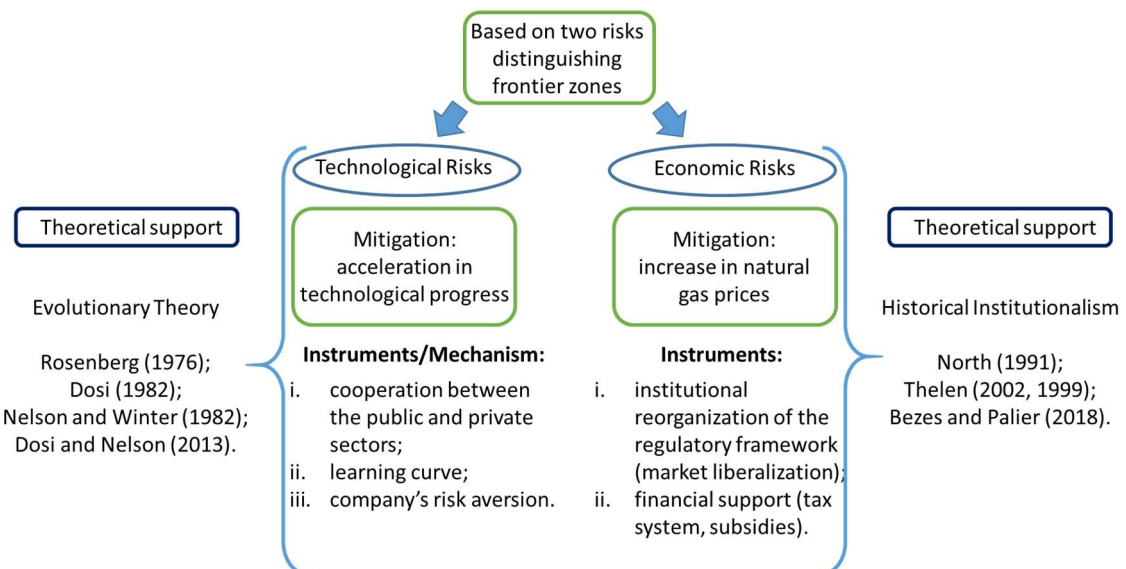 Based on two risks
distinguishing
frontier zones
Technological Risks
Economic Risks
Theoretical support
Evolutionary Theory
Rosenberg (1976);
Dosi (1982);
Nelson and Winter (1982);
Dosi and Nelson (2013).
Mitigation:
acceleration in
technological progress
Instruments/Mechanism:
i. cooperation between
the public and private
sectors;
ii. learning curve;
iii. company's risk aversion.
Mitigation:
increase in natural
gas prices
Instruments:
i. institutional
reorganization of the
regulatory framework
(market liberalization);
ii. financial support (tax
system, subsidies).
Theoretical support
Historical Institutionalism
North (1991);
Thelen (2002, 1999);
Bezes and Palier (2018).